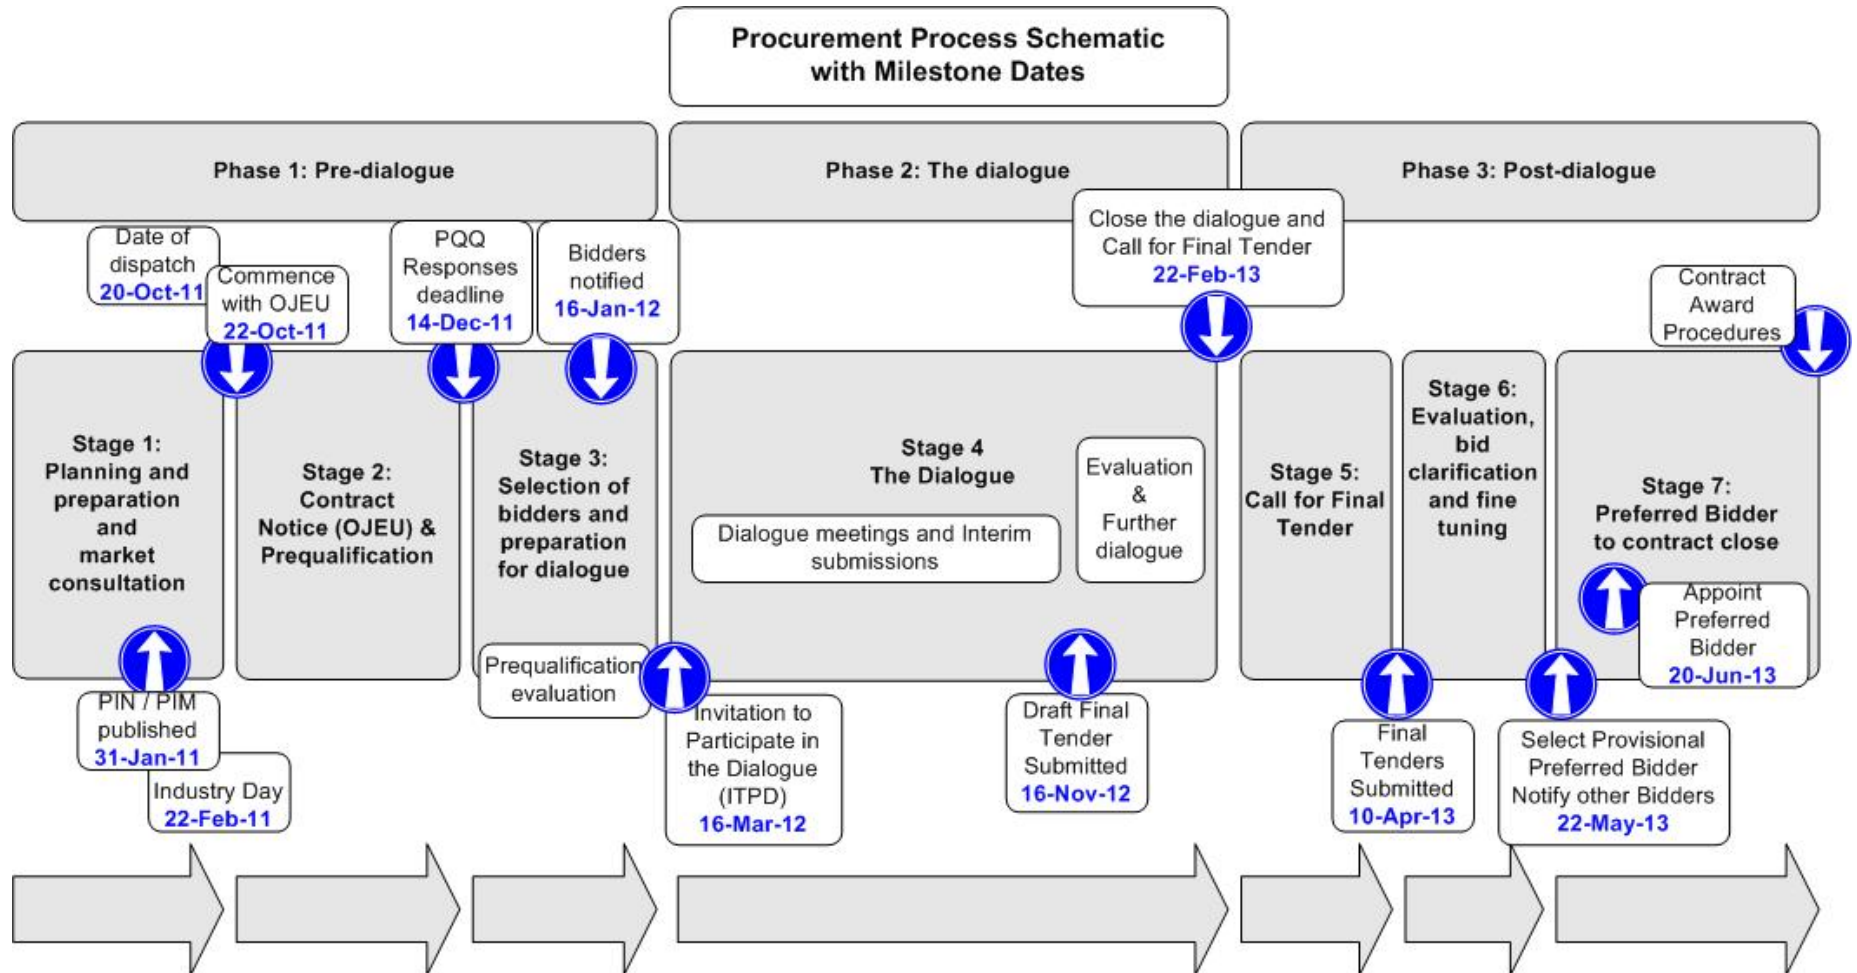 Procurement Process Schematic
with Milestone Dates
Phase 1: Pre-dialogue
Phase 2: The dialogue
Phase 3: Post-dialogue
Date of
dispatch
20-Oct-11
Commence
with OJEU
22-Oct-11
PQQ
Responses
deadline
14-Dec-11
Bidders
notified
16-Jan-12
Close the dialogue and
Call for Final Tender
22-Feb-13
Contract
Award
Procedures
Stage 1:
Planning and
preparation
and
market
consultation
Stage 2:
Contract
Notice (OJEU) &
Prequalification
Stage 3:
Selection of
bidders and
preparation
for dialogue
Stage 4
The Dialogue
Dialogue meetings and Interim
submissions
Evaluation
&
Further
dialogue
Stage 5:
Call for Final
Tender
Stage 6:
Evaluation,
bid
clarification
and fine
tuning
Stage 7:
Preferred Bidder
to contract close
Appoint
Preferred
Bidder
20-Jun-13
PIN / PIM
published
31-Jan-11
Industry Day
22-Feb-11
Prequalification
evaluation
Invitation to
Participate in
the Dialogue
(ITPD)
16-Mar-12
Draft Final
Tender
Submitted
16-Nov-12
Final
Tenders
Submitted
10-Apr-13
Select Provisional
Preferred Bidder
Notify other Bidders
22-May-13